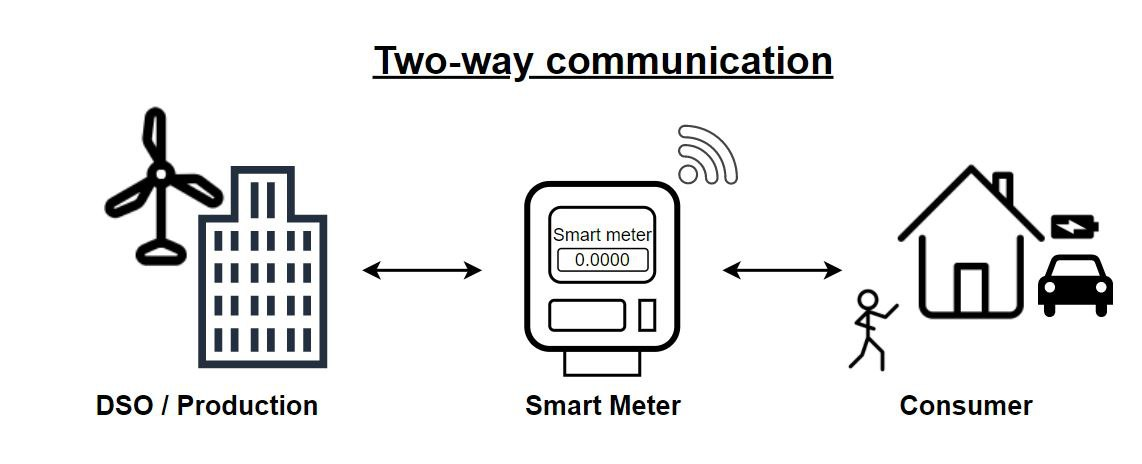 Two-way communication
Smart meter
0.0000
DSO / Production
Smart Meter
Consumer